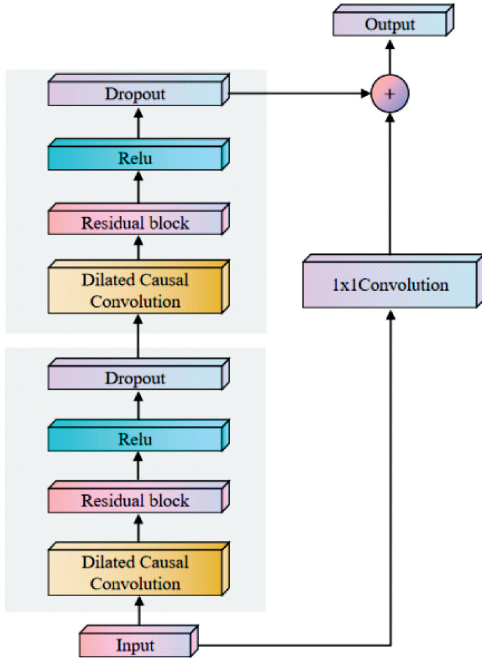 Output
Dropout
+
Relu
Residual block
Dilated Causal
Convolution
1x1Convolution
Dropout
Relu
Residual block
Dilated Causal
Convolution
Input